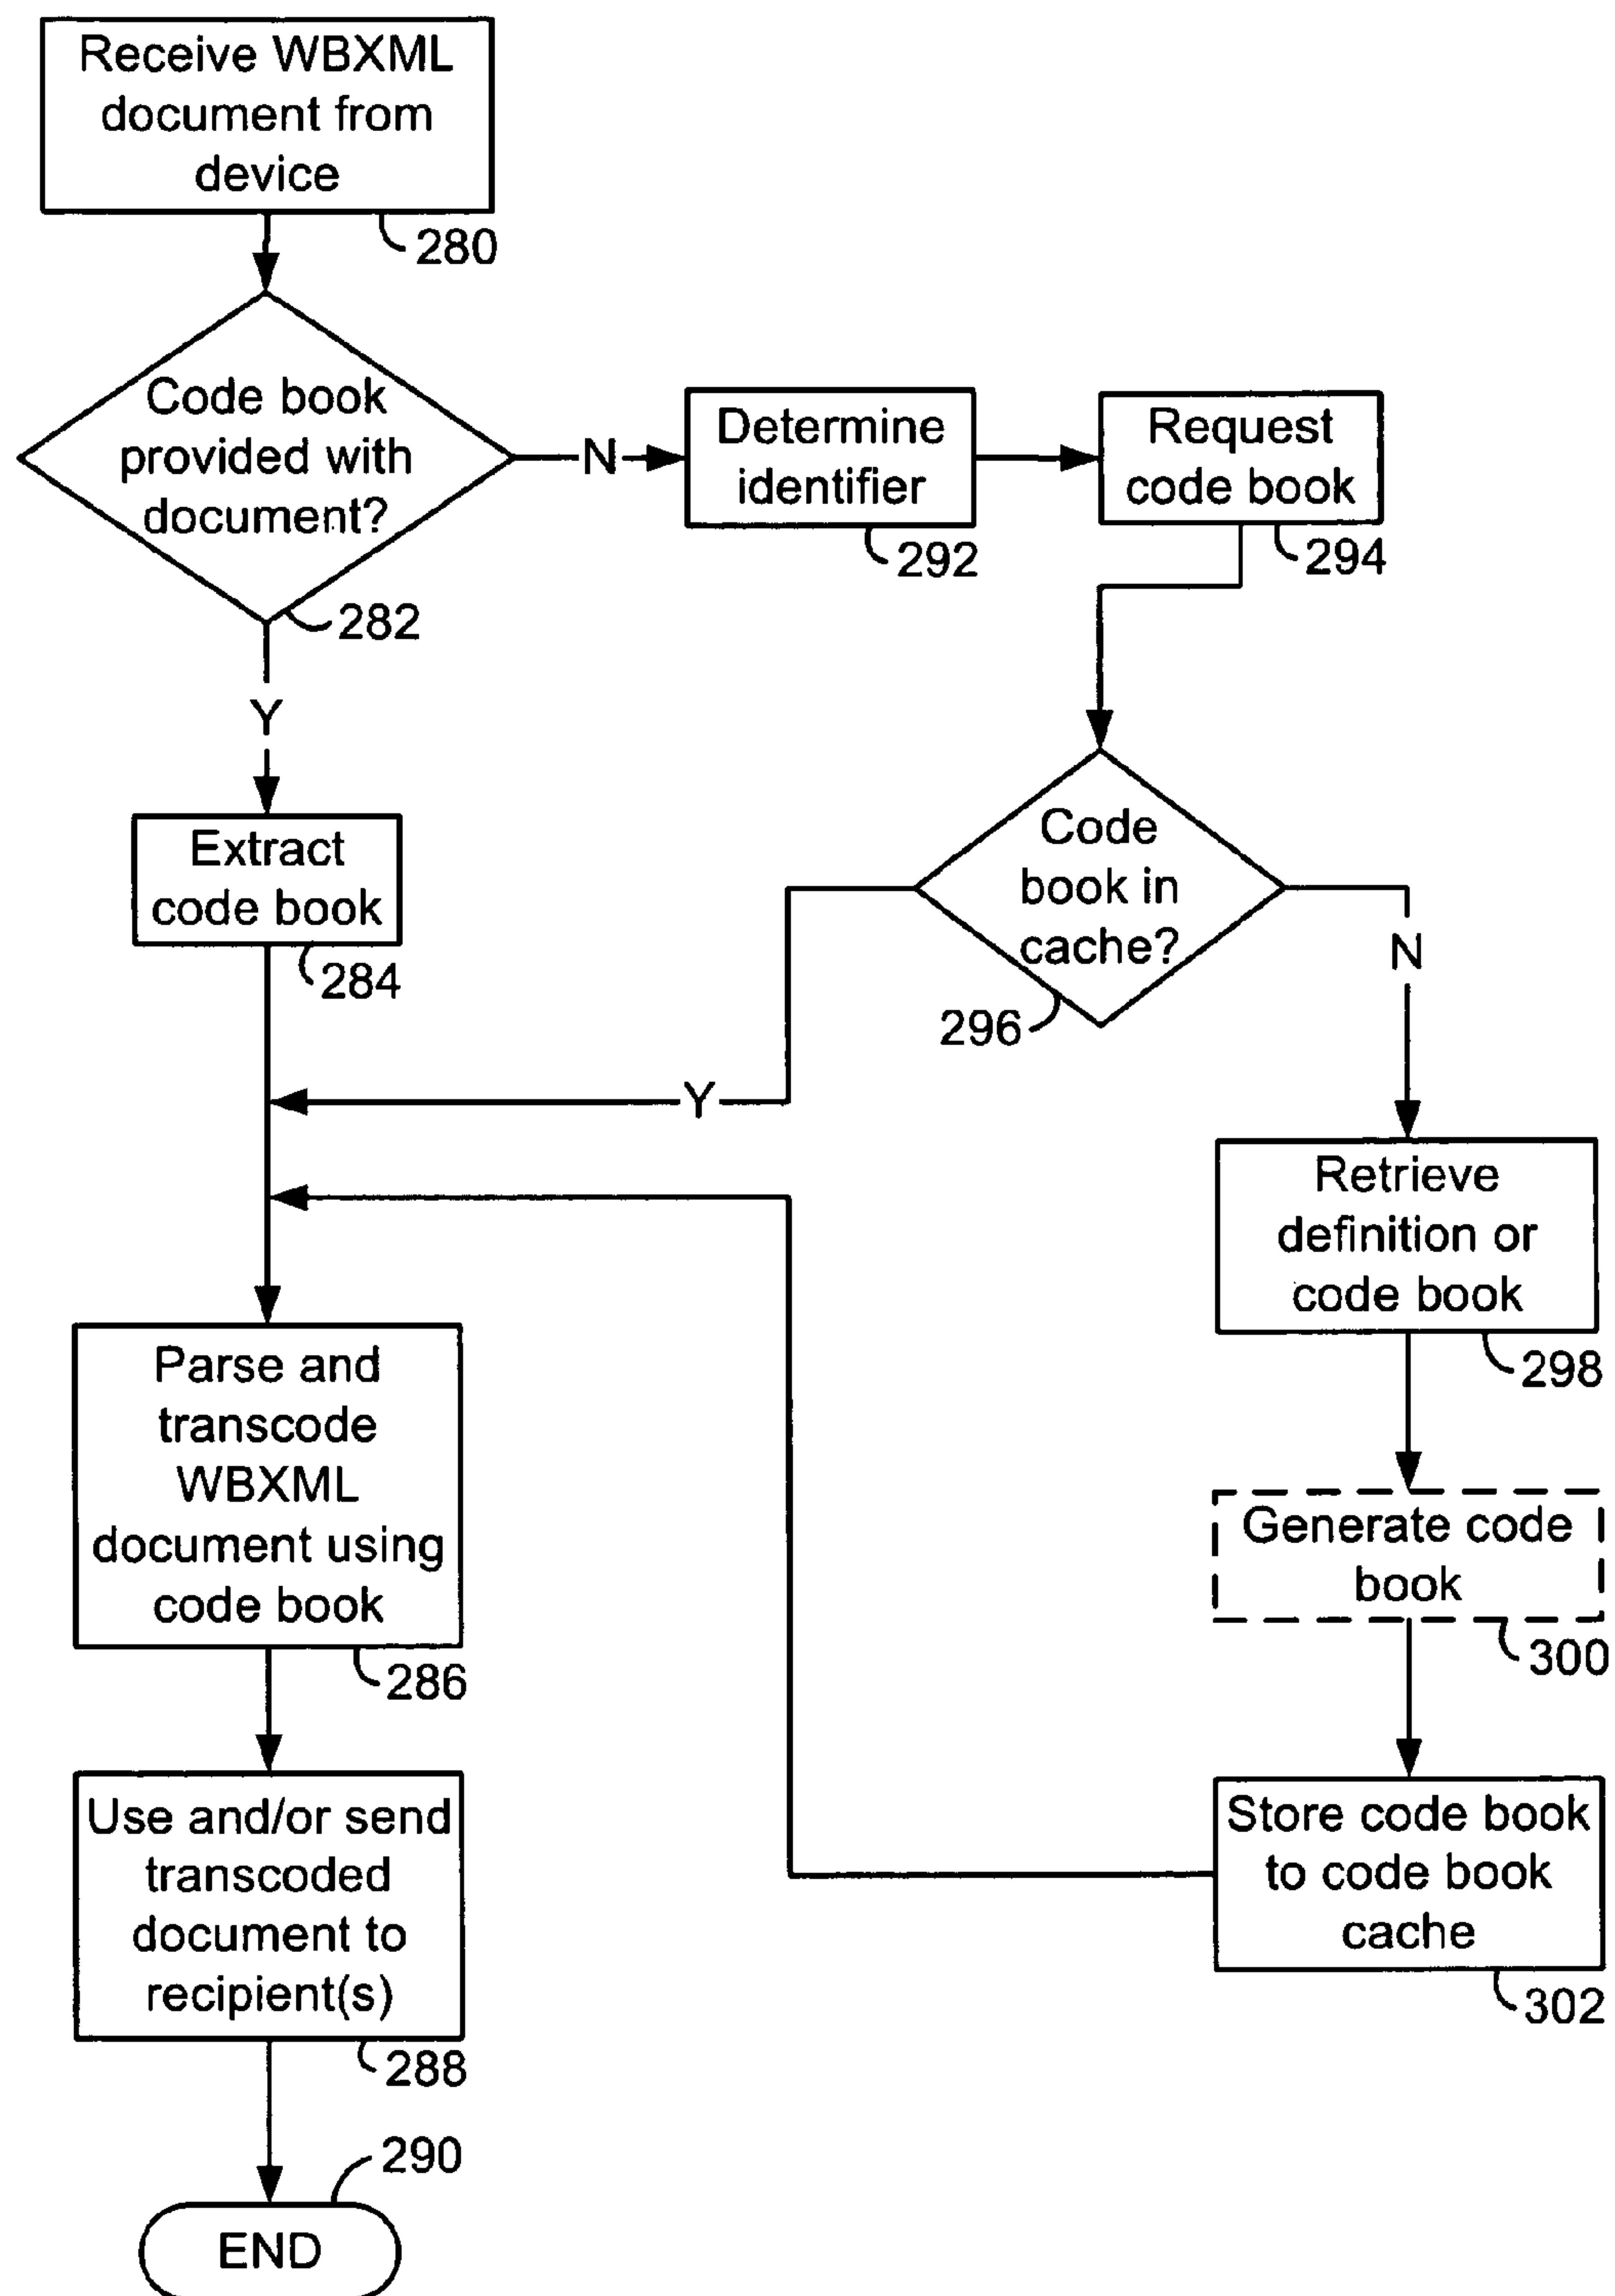 Receive WBXML
document from
device
280
Code book
provided with
document?
282
N
Determine
identifier
292
Request
code book
294
Y
Extract
code book
284
Code
book in
cache?
296
N
Y
Retrieve
definition or
code book
298
Parse and
transcode
WBXML
document using
code book
286
Generate code
book
300
Use and/or send
transcoded
document to
recipient(s)
288
Store code book
to code book
cache
302
290
END